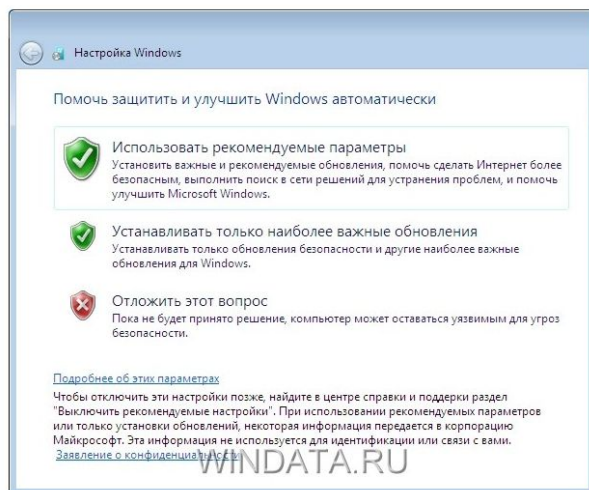 Настройка Windows
Помочь защитить и улучшить Windows автоматически
Использовать рекомендуемые параметры
Установить важные и рекомендуемые обновления, помочь сделать Интернет более
безопасным, выполнить поиск в сети решений для устранения проблем, и помочь
улучшить Microsoft Windows.
Устанавливать только наиболее важные обновления
Устанавливать только обновления безопасности и другие наиболее важные
обновления для Windows.
Отложить этот вопрос
Пока не будет принято решение, компьютер может оставаться уязвимым для угроз
безопасности.
Подробнее об этих параметрах
Чтобы отключить эти настройки позже, найдите в центре справки и поддержки раздел
"Выключить рекомендуемые настройки". При использовании рекомендуемых параметров
или только установки обновлений, некоторая информация передается в корпорацию
Майкрософт. Эта информация не используется для идентификации или связи с вами.
Заявление о конфиденциальности
WINDATA.RU